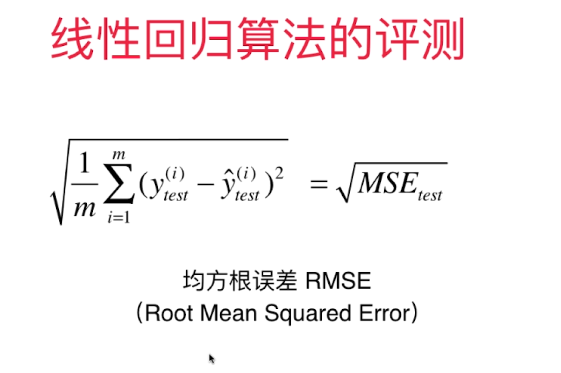 线性回归算法的评测
$\sqrt{\frac{1}{m}\sum_{i=1}^{m}(y_{test}^{(i)} - \hat{y}_{test}^{(i)})^2} = \sqrt{MSE_{test}}$
均方根误差 RMSE
（Root Mean Squared Error）